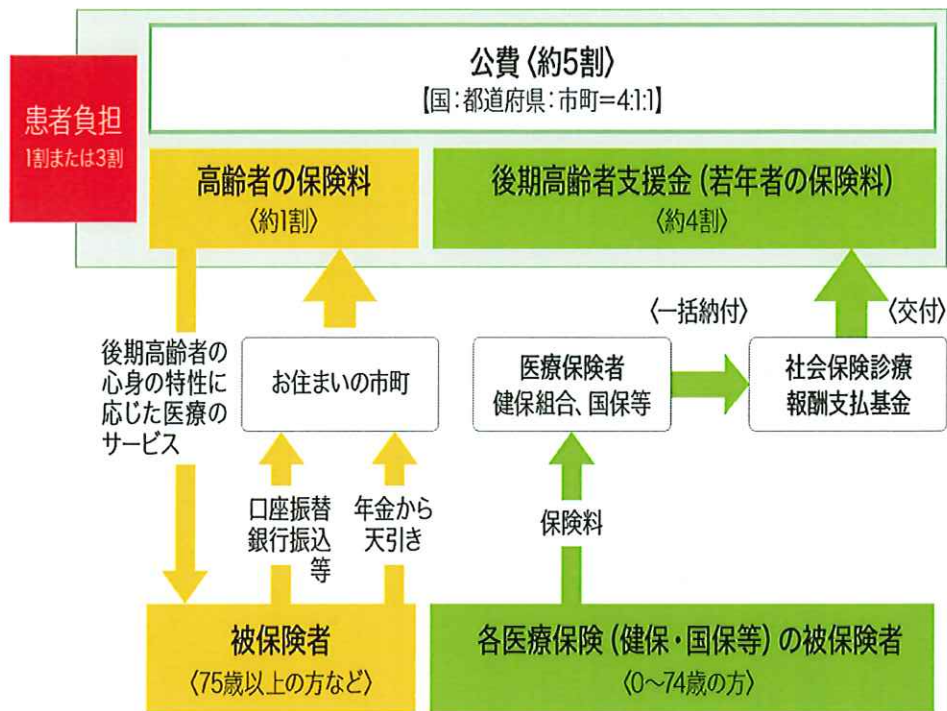 公費〈約5割〉
【国:都道府県:市町=4:1:1】
患者負担
1割または3割
高齢者の保険料
〈約1割〉
後期高齢者支援金(若年者の保険料)
〈約4割〉
〈一括納付〉
〈交付〉
後期高齢者の
心身の特性に
応じた医療の
サービス
お住まいの市町
医療保険者
健保組合、国保等
社会保険診療
報酬支払基金
口座振替
銀行振込
等
年金から
天引き
保険料
被保険者
〈75歳以上の方など〉
各医療保険(健保・国保等)の被保険者
〈0〜74歳の方〉